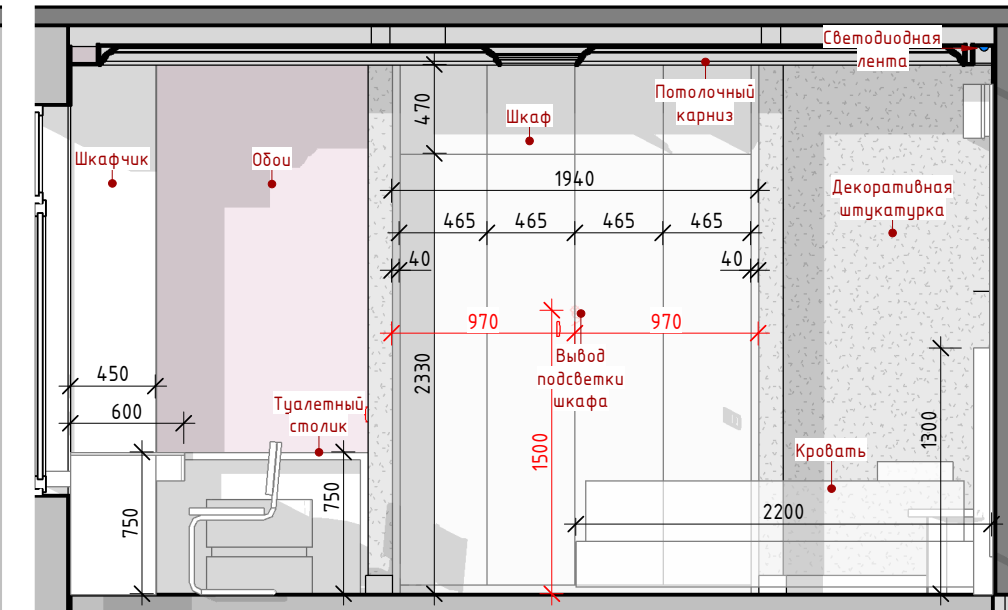 Светодиодная
лента
Потолочный
карниз
470
Шкаф
Шкафчик
Обои
1940
Декоративная
штукатурка
465
465
465
465
40
40
970
970
Вывод
подсветки
шкафа
450
2330
600
Туалетный
столик
1300
1500
Кровать
750
750
2200